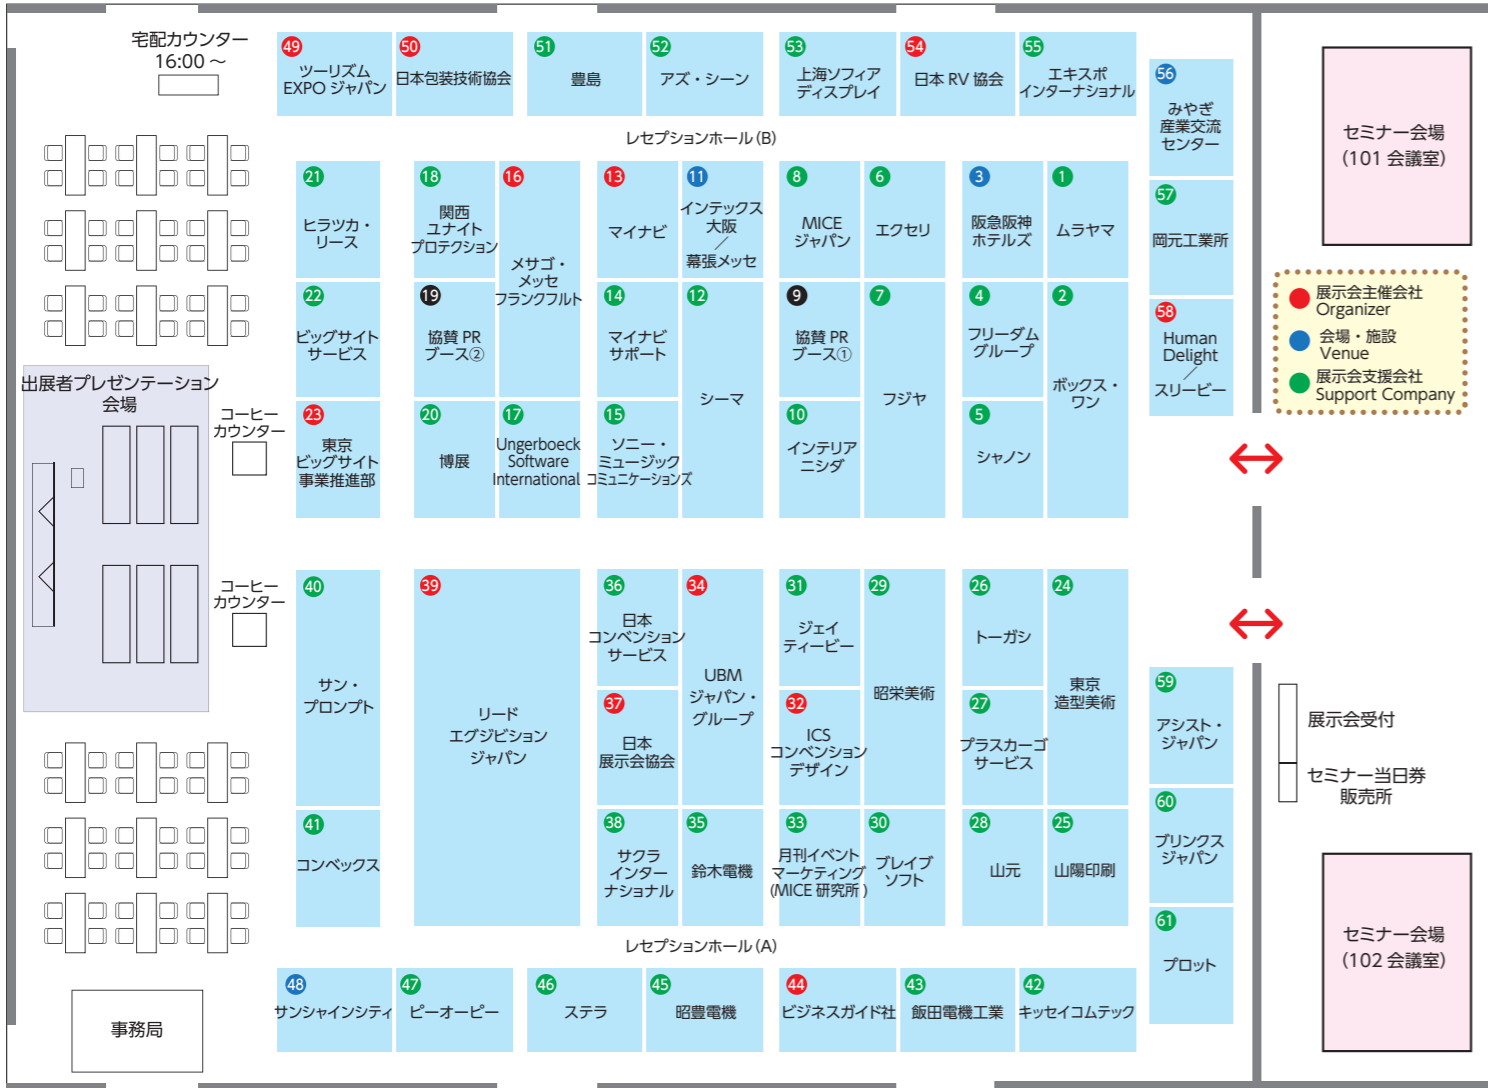 宅配カウンター
16:00 ～
49
ツーリズム
EXPO ジャパン
50
日本包装技術協会
51
豊島
52
アズ・シーン
53
上海ソフィア
ディスプレイ
54
日本 RV 協会
55
エキスポ
インターナショナル
56
みやぎ
産業交流
センター
57
岡元工業所
58
Human
Delight
／
スリービー
セミナー会場
(101 会議室)
展示会主催会社
Organizer
会場・施設
Venue
展示会支援会社
Support Company
レセプションホール (B)
21
ヒラツカ・
リース
18
関西
ユナイト
プロテクション
16
メサゴ・
メッセ
フランクフルト
13
マイナビ
11
インテックス
大阪
／
幕張メッセ
8
MICE
ジャパン
6
エクセリ
3
阪急阪神
ホテルズ
1
ムラヤマ
22
ビッグサイト
サービス
19
協賛 PR
ブース②
14
マイナビ
サポート
12
シーマ
9
協賛 PR
ブース①
7
フジヤ
4
フリーダム
グループ
2
ボックス・
ワン
出展者プレゼンテーション
会場
コーヒー
カウンター
23
東京
ビッグサイト
事業推進部
20
博展
17
Ungerboeck
Software
International
15
ソニー・
ミュージック
コミュニケーションズ
10
インテリア
ニシダ
5
シャノン
コーヒー
カウンター
40
サン・
プロンプト
39
リード
エグジビション
ジャパン
36
日本
コンベンション
サービス
34
UBM
ジャパン・
グループ
31
ジェイ
ティービー
29
昭栄美術
26
トーガシ
24
東京
造型美術
37
日本
展示会協会
32
ICS
コンベンション
デザイン
27
プラスカーゴ
サービス
41
コンベックス
38
サクラ
インター
ナショナル
35
鈴木電機
33
月刊イベント
マーケティング
(MICE 研究所 )
30
ブレイブ
ソフト
28
山元
25
山陽印刷
59
アシスト・
ジャパン
60
ブリンクス
ジャパン
61
プロット
展示会受付
セミナー当日券
販売所
セミナー会場
(102 会議室)
レセプションホール (A)
48
サンシャインシティ
47
ピーオーピー
46
ステラ
45
昭豊電機
44
ビジネスガイド社
43
飯田電機工業
42
キッセイコムテック
事務局